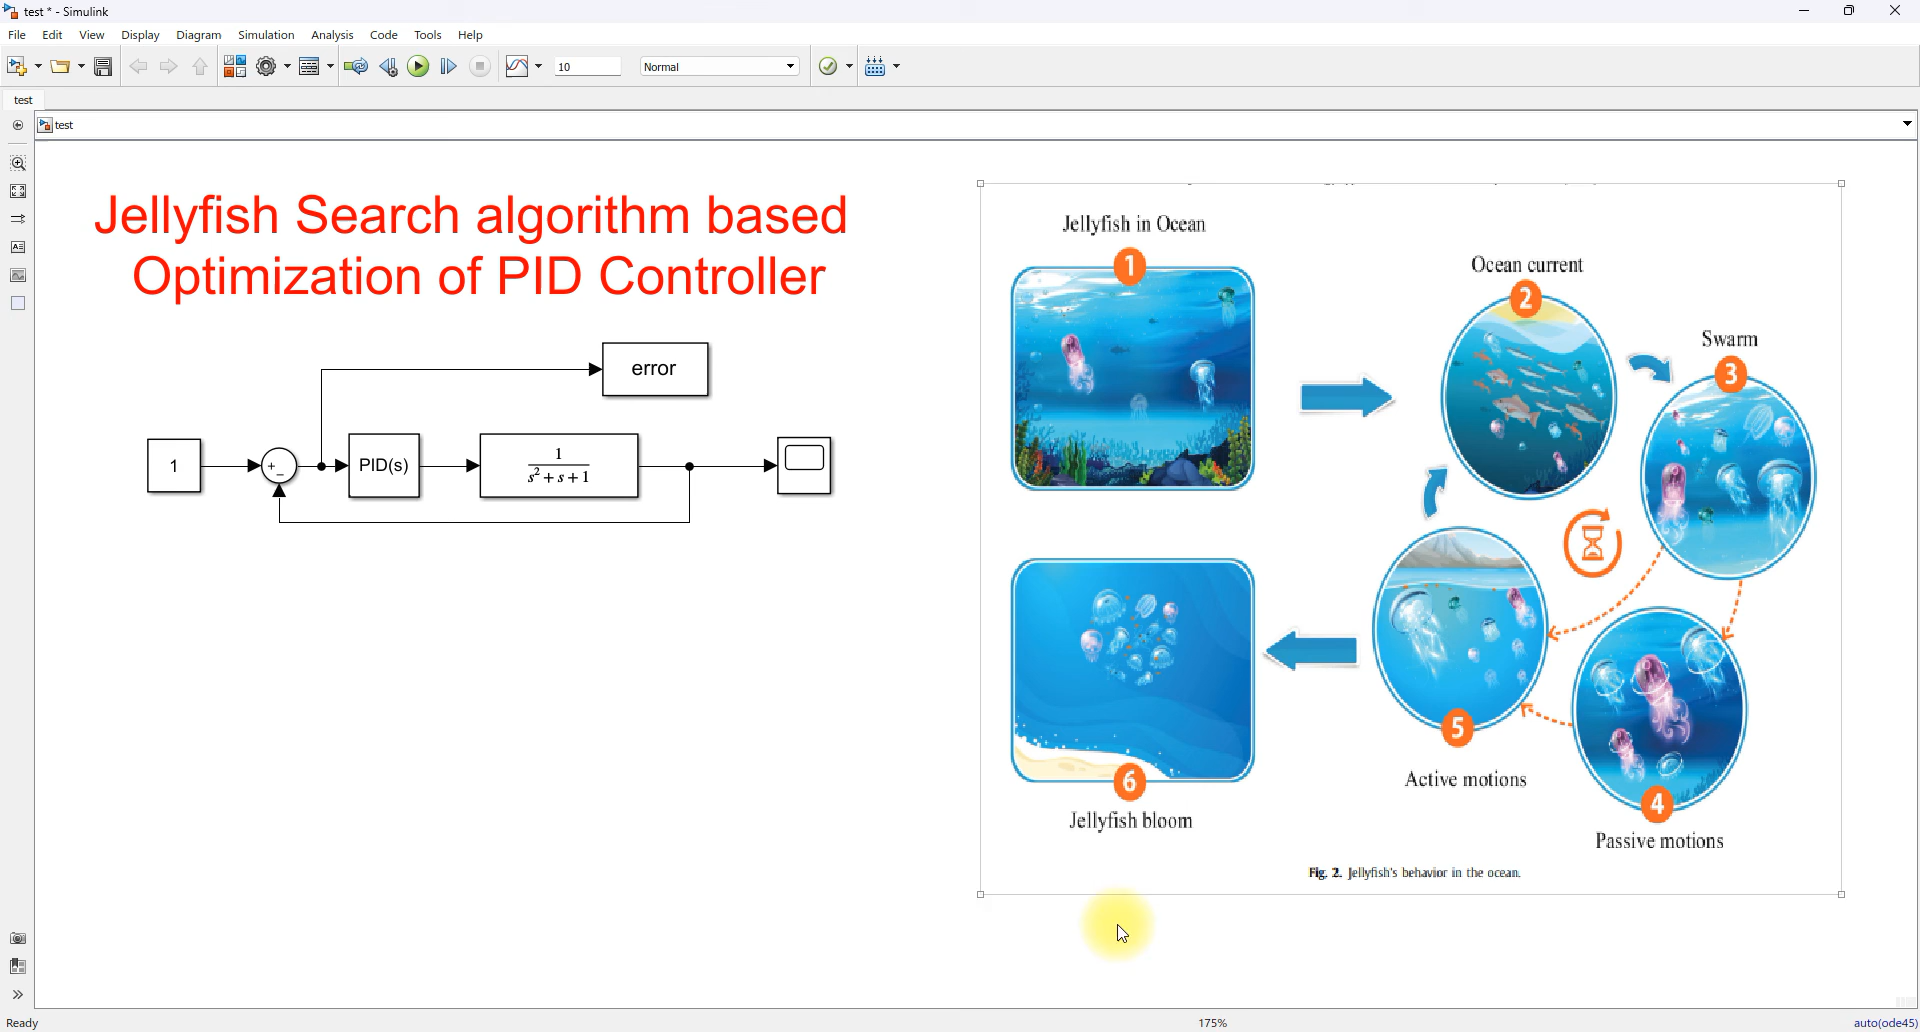 test * - Simulink
File Edit View Display Diagram Simulation Analysis Code Tools Help
10 Normal
test
test
Jellyfish Search algorithm based
Optimization of PID Controller
error
1
+
−
PID(s)
1
s² + s + 1
Jellyfish in Ocean
1
Ocean current
2
Swarm
3
5
Active motions
4
Passive motions
6
Jellyfish bloom
Fig. 2. Jellyfish's behavior in the ocean.
Ready 175% auto(ode45)